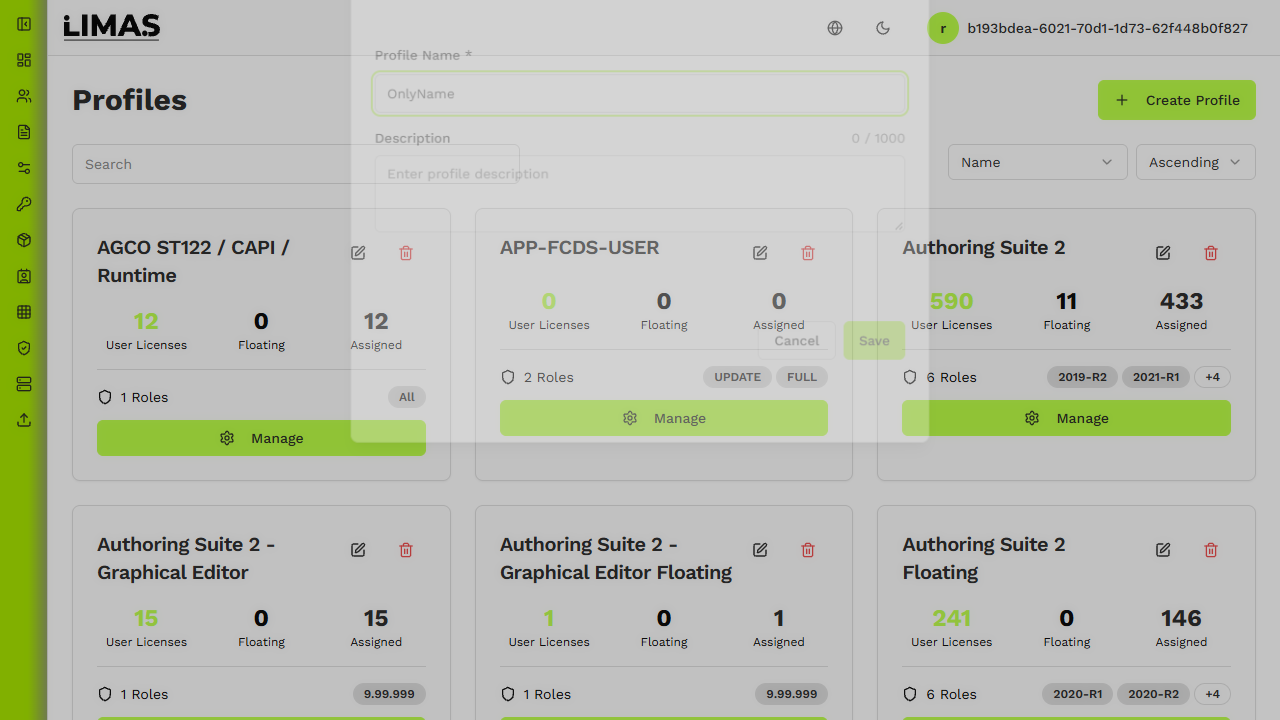 LIMAS
r
b193bdea-6021-70d1-1d73-62f448b0f827
Profile Name *
OnlyName
Profiles
Create Profile
Description
0 / 1000
Search
Enter profile description
Name
Ascending
AGCO ST122 / CAPI /
Runtime
12
0
12
User Licenses
Floating
Assigned
1 Roles
All
Manage
APP-FCDS-USER
0
0
0
User Licenses
Floating
Assigned
Cancel
Save
2 Roles
UPDATE
FULL
Manage
Authoring Suite 2
590
11
433
User Licenses
Floating
Assigned
6 Roles
2019-R2
2021-R1
+4
Manage
Authoring Suite 2 -
Graphical Editor
15
0
15
User Licenses
Floating
Assigned
1 Roles
9.99.999
Authoring Suite 2 -
Graphical Editor Floating
1
0
1
User Licenses
Floating
Assigned
1 Roles
9.99.999
Authoring Suite 2
Floating
241
0
146
User Licenses
Floating
Assigned
6 Roles
2020-R1
2020-R2
+4